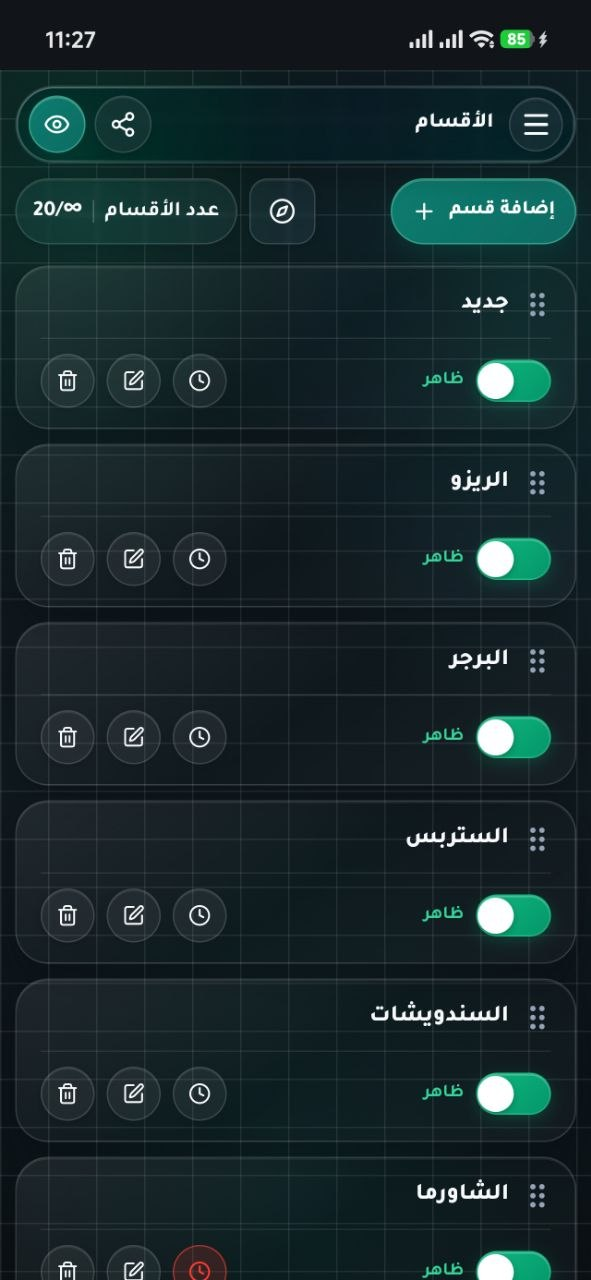 11:27
85
الأقسام
إضافة قسم +
عدد الأقسام | 20/∞
جديد
ظاهر
الريزو
ظاهر
البرجر
ظاهر
الستربس
ظاهر
السندويشات
ظاهر
الشاورما
ظاهر